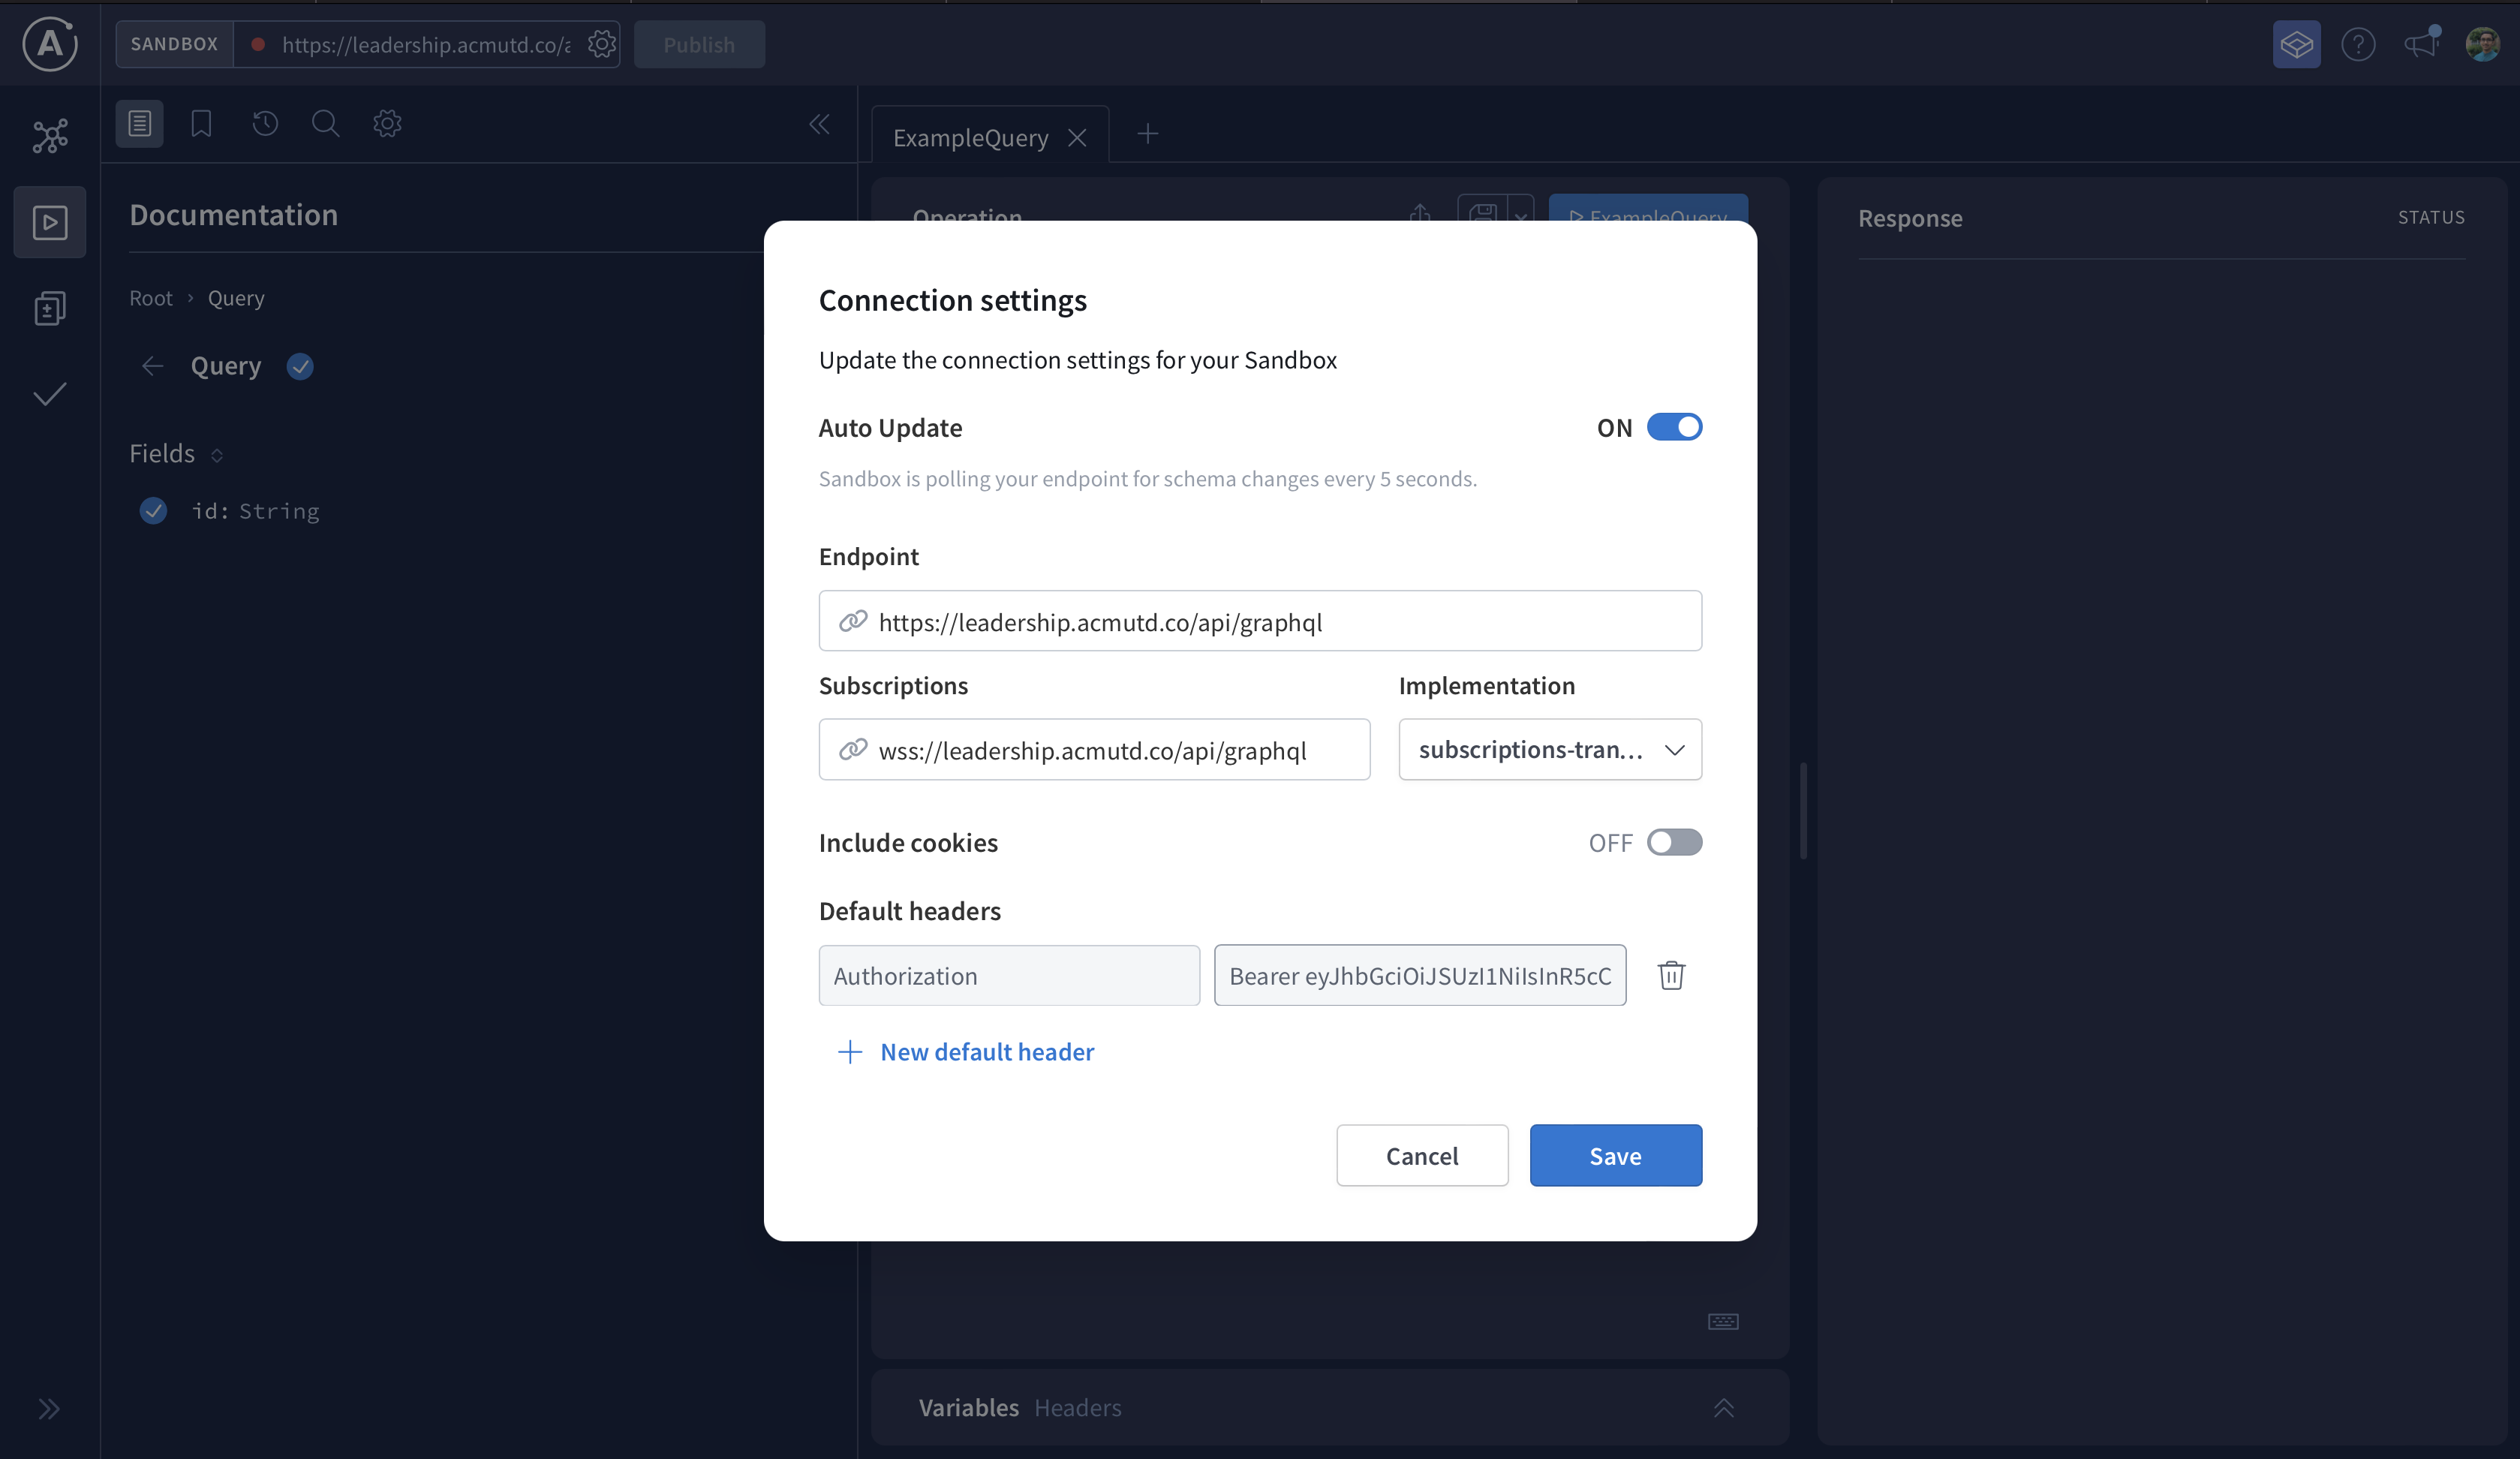 SANDBOX
https://leadership.acmutd.co/a
Publish
ExampleQuery
Documentation
Root › Query
Query
Fields
id: String
Operation
ExampleQuery
Response
STATUS
Connection settings
Update the connection settings for your Sandbox
Auto Update
ON
Sandbox is polling your endpoint for schema changes every 5 seconds.
Endpoint
https://leadership.acmutd.co/api/graphql
Subscriptions
Implementation
wss://leadership.acmutd.co/api/graphql
subscriptions-tran...
Include cookies
OFF
Default headers
Authorization
Bearer eyJhbGciOiJSUzI1NiIsInR5cC
New default header
Cancel
Save
Variables
Headers